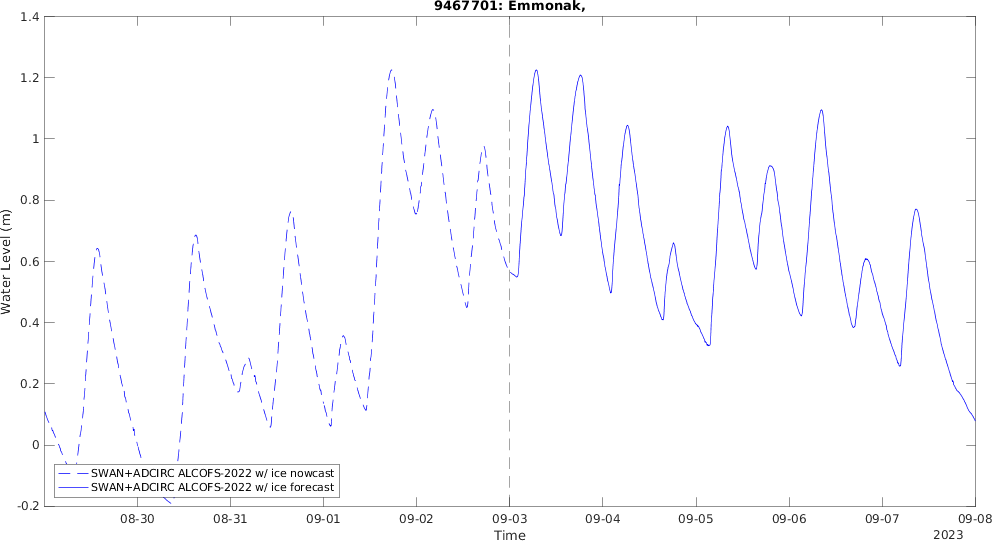 9467701: Emmonak,
1.4
1.2
1
0.8
0.6
0.4
0.2
0
-0.2
Water Level (m)
SWAN+ADCIRC ALCOFS-2022 w/ ice nowcast
SWAN+ADCIRC ALCOFS-2022 w/ ice forecast
08-30 08-31 09-01 09-02 09-03 09-04 09-05 09-06 09-07 09-08
Time
2023